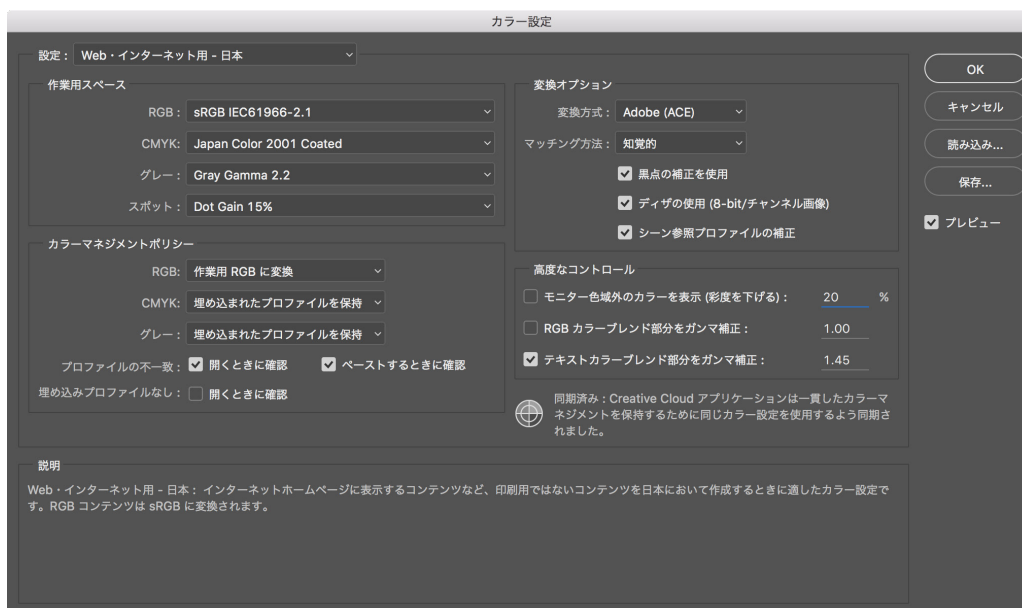 カラー設定
設定： Web・インターネット用 - 日本
作業用スペース
RGB： sRGB IEC61966-2.1
CMYK: Japan Color 2001 Coated
グレー： Gray Gamma 2.2
スポット： Dot Gain 15%
カラーマネジメントポリシー
RGB: 作業用 RGB に変換
CMYK: 埋め込まれたプロファイルを保持
グレー： 埋め込まれたプロファイルを保持
プロファイルの不一致： 開くときに確認 ペーストするときに確認
埋め込みプロファイルなし： 開くときに確認
変換オプション
変換方式： Adobe (ACE)
マッチング方法： 知覚的
黒点の補正を使用
ディザの使用 (8-bit/チャンネル画像)
シーン参照プロファイルの補正
高度なコントロール
モニター色域外のカラーを表示 (彩度を下げる)： 20 %
RGB カラーブレンド部分をガンマ補正： 1.00
テキストカラーブレンド部分をガンマ補正： 1.45
同期済み：Creative Cloud アプリケーションは一貫したカラーマ
ネジメントを保持するために同じカラー設定を使用するよう同期さ
れました。
OK
キャンセル
読み込み...
保存...
プレビュー
説明
Web・インターネット用 - 日本： インターネットホームページに表示するコンテンツなど、印刷用ではないコンテンツを日本において作成するときに適したカラー設定で
す。RGB コンテンツは sRGB に変換されます。